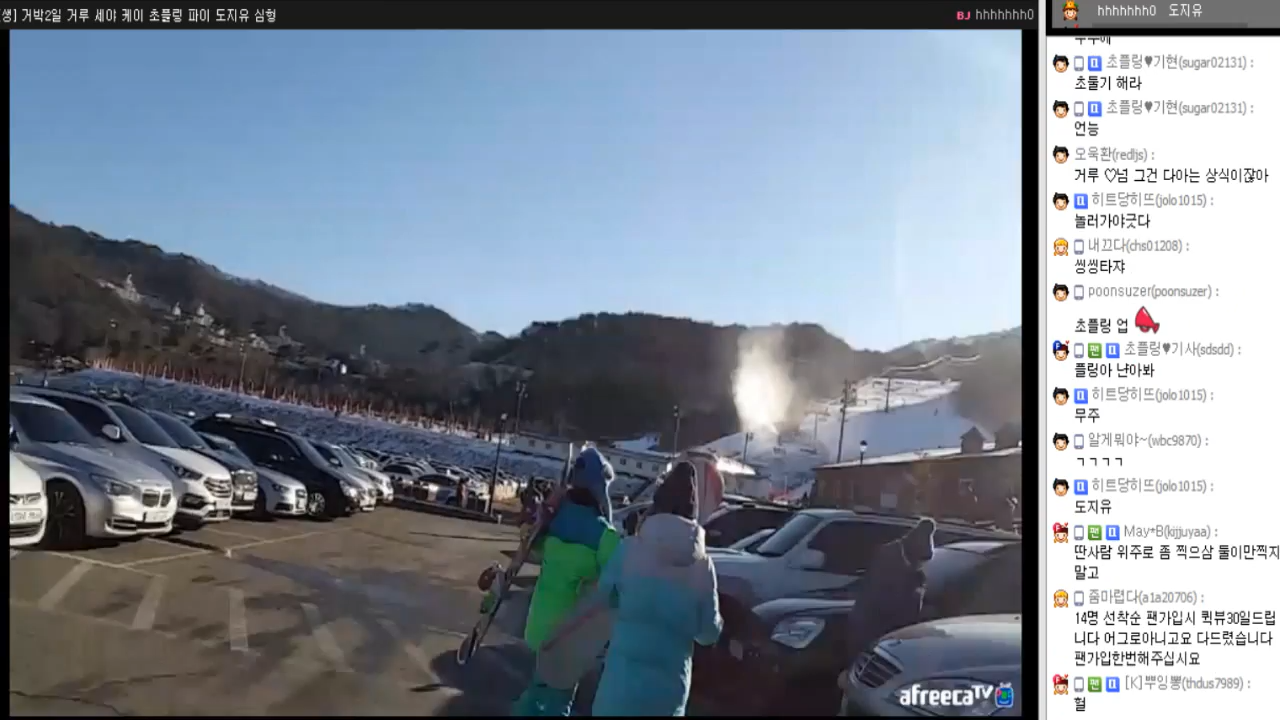 생] 거박2일 거루 세야 케이 초플링 파이 도지유 심형
BJ hhhhhhh0
hhhhhhh0 도지유
초플링♥기현(sugar02131) :
초둘기 해라
초플링♥기현(sugar02131) :
언능
오욱환(redljs) :
거루 ♡넘 그건 다아는 상식이잖아
히트당히뜨(jolo1015) :
놀러가야긋다
내끄다(chs01208) :
씽씽타쟈
poonsuzer(poonsuzer) :
초플링 업
초플링♥기사(sdsdd) :
플링아 냔아봐
히트당히뜨(jolo1015) :
무주
알게뭐야~(wbc9870) :
ㄱㄱㄱㄱ
히트당히뜨(jolo1015) :
도지유
May*B(kijjuyaa) :
딴사람 위주로 좀 찍으삼 둘이만찍지
말고
줌마렵다(a1a20706) :
14명 선착순 팬가입시 퀵뷰30일드립
니다 어그로아니고요 다드렸습니다
팬가입한번해주십시요
[K]뿌잉뿅(thdus7989) :
헐
afreecaTV